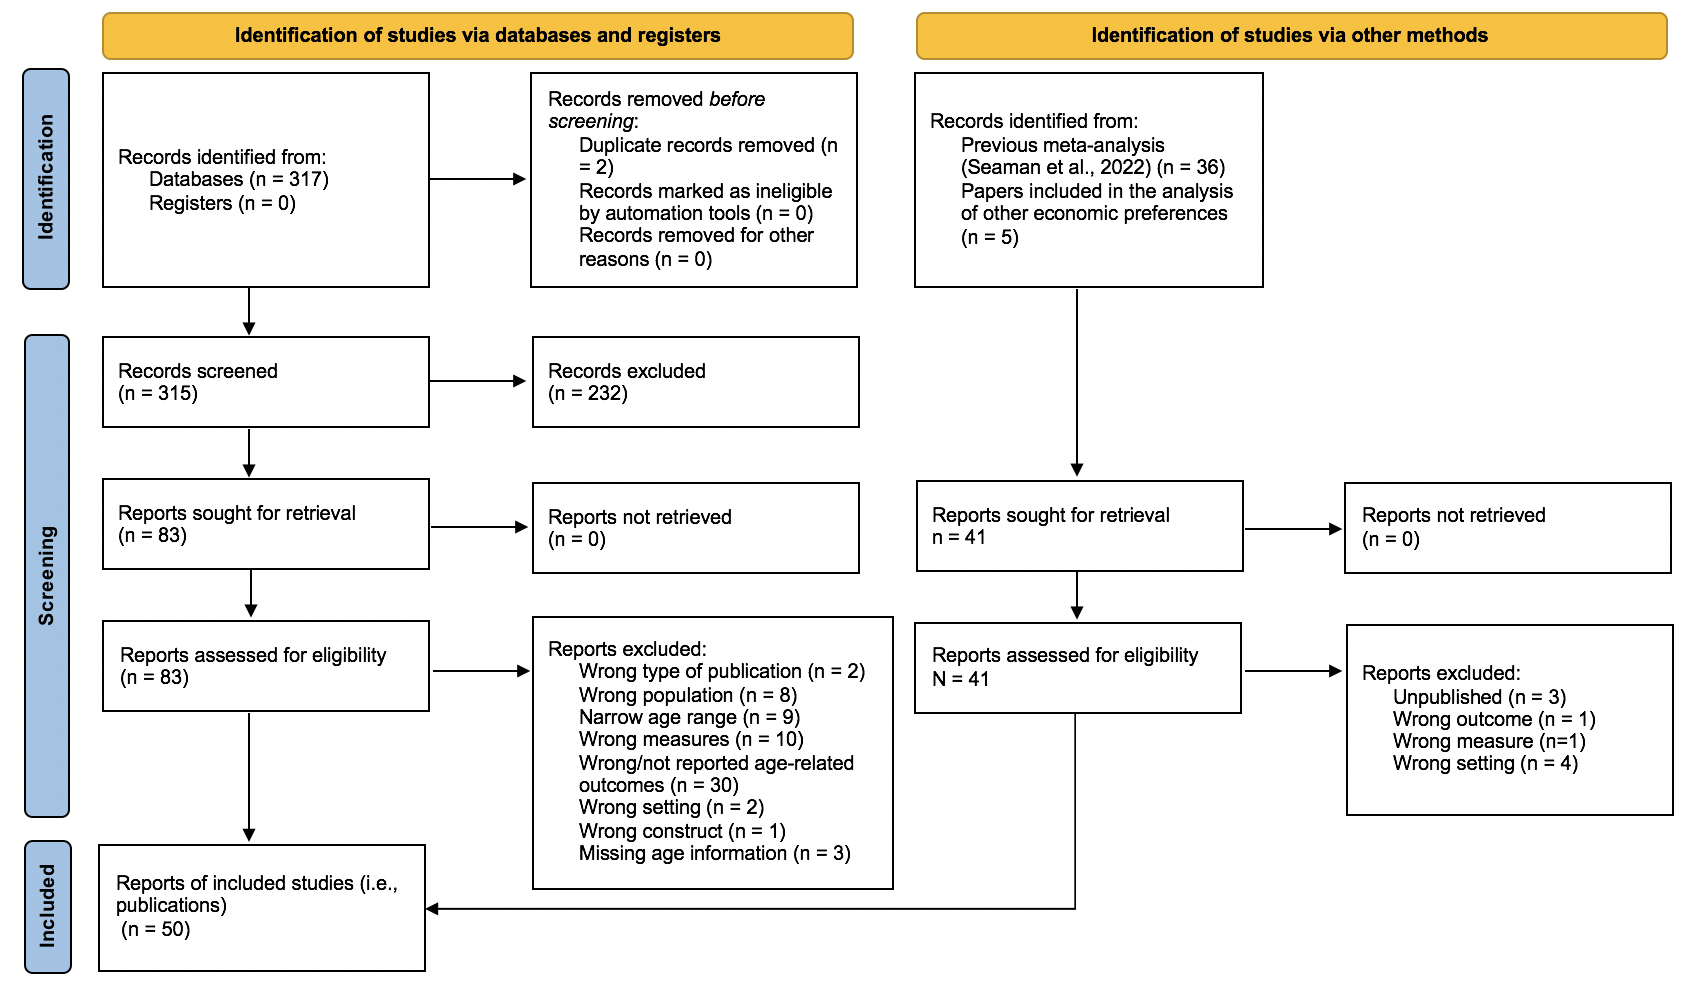 Identification of studies via databases and registers
Identification of studies via other methods
Identification
Records identified from:
Databases (n = 317)
Registers (n = 0)
Records removed before
screening:
Duplicate records removed (n
= 2)
Records marked as ineligible
by automation tools (n = 0)
Records removed for other
reasons (n = 0)
Records identified from:
Previous meta-analysis
(Seaman et al., 2022) (n = 36)
Papers included in the analysis
of other economic preferences
(n = 5)
Screening
Records screened
(n = 315)
Records excluded
(n = 232)
Reports sought for retrieval
(n = 83)
Reports not retrieved
(n = 0)
Reports sought for retrieval
n = 41
Reports not retrieved
(n = 0)
Reports assessed for eligibility
(n = 83)
Reports excluded:
Wrong type of publication (n = 2)
Wrong population (n = 8)
Narrow age range (n = 9)
Wrong measures (n = 10)
Wrong/not reported age-related
outcomes (n = 30)
Wrong setting (n = 2)
Wrong construct (n = 1)
Missing age information (n = 3)
Reports assessed for eligibility
N = 41
Reports excluded:
Unpublished (n = 3)
Wrong outcome (n = 1)
Wrong measure (n=1)
Wrong setting (n = 4)
Included
Reports of included studies (i.e.,
publications)
(n = 50)